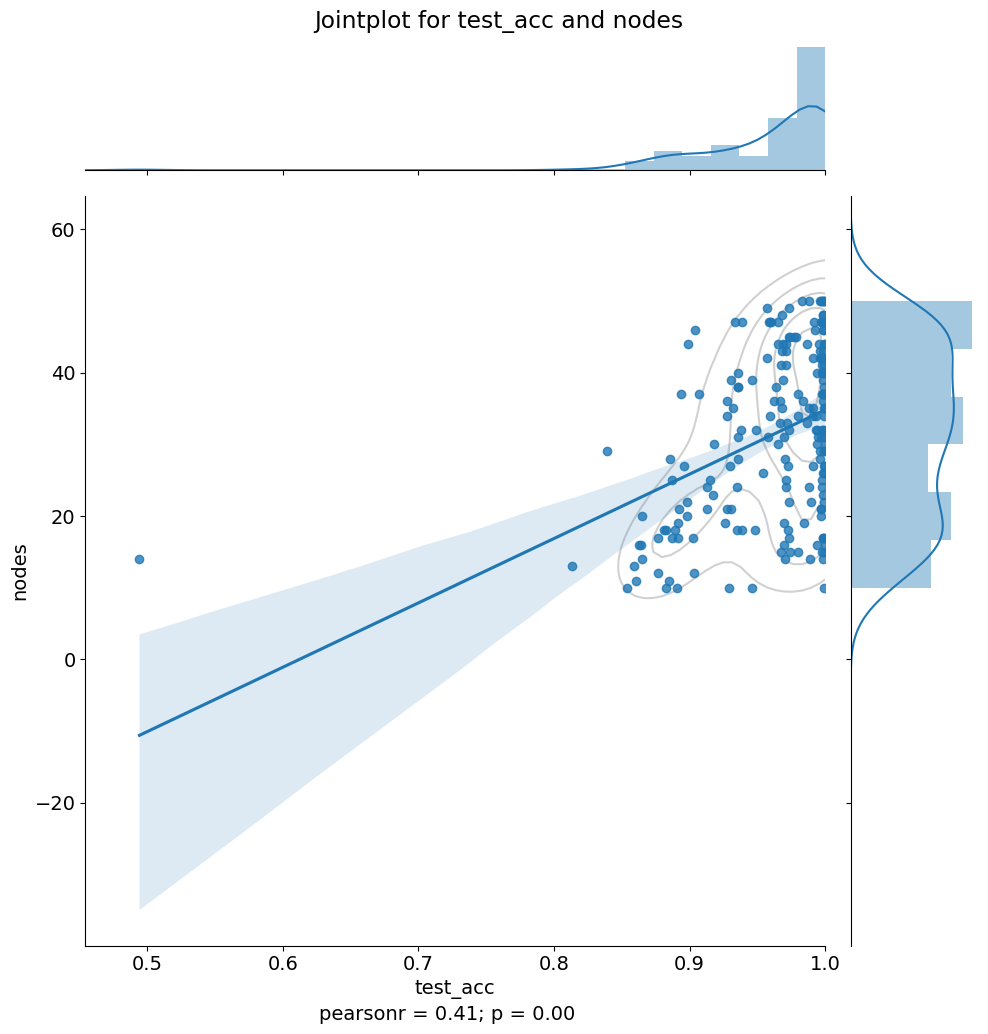 Jointplot for test_acc and nodes
60
40
20
0
−20
nodes
0.5 0.6 0.7 0.8 0.9 1.0
test_acc
pearsonr = 0.41; p = 0.00